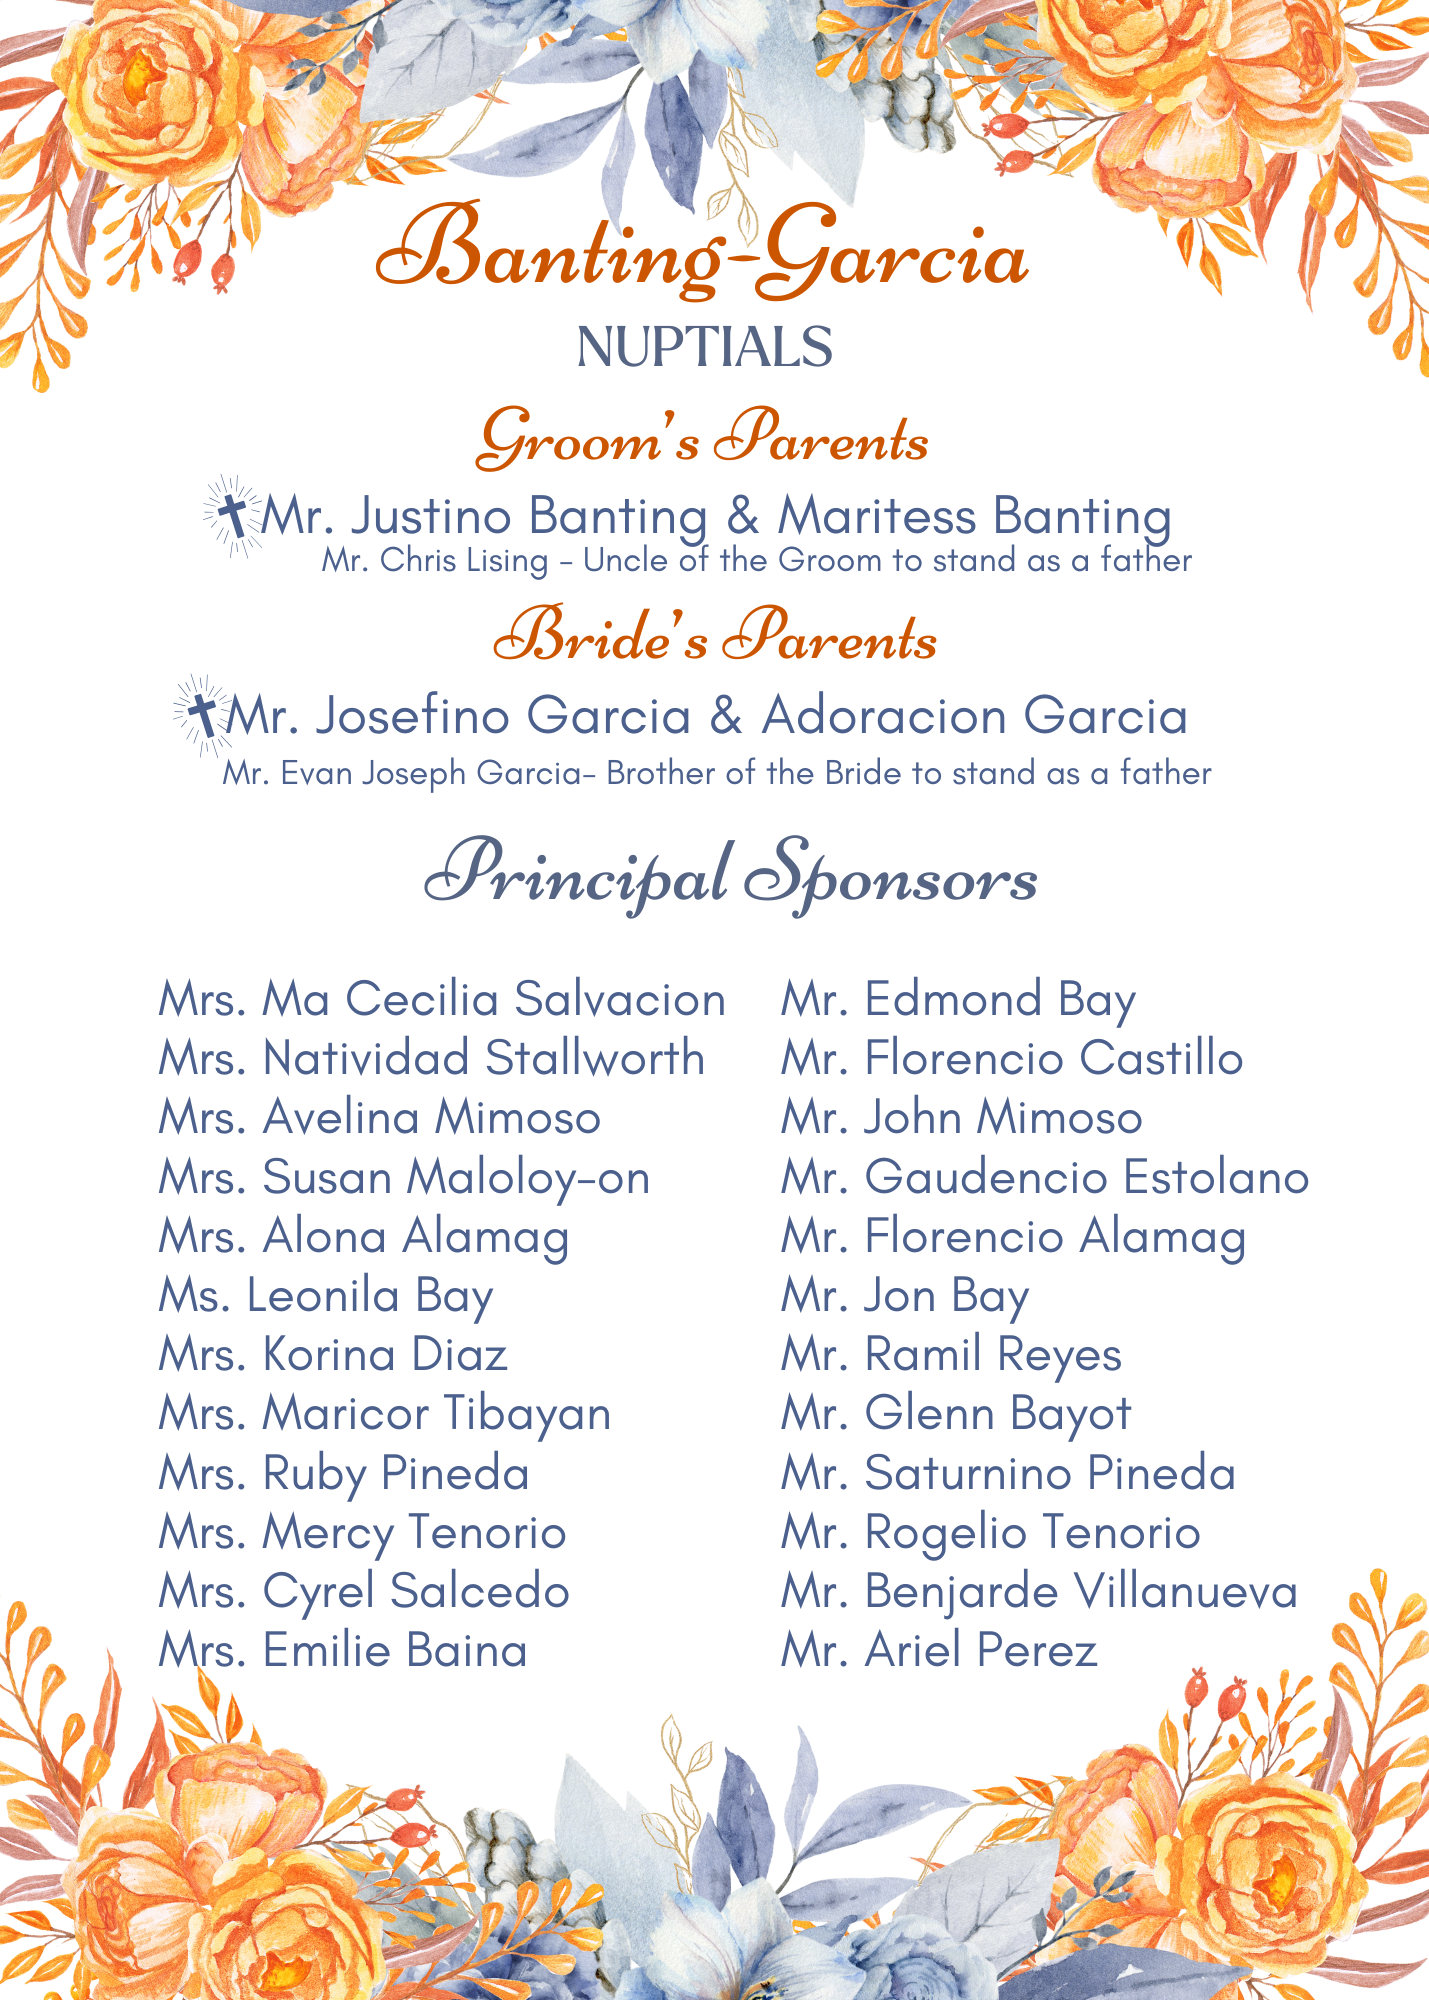 Banting-Garcia
NUPTIALS
Groom's Parents
Mr. Justino Banting & Maritess Banting
Mr. Chris Lising - Uncle of the Groom to stand as a father
Bride's Parents
Mr. Josefino Garcia & Adoracion Garcia
Mr. Evan Joseph Garcia- Brother of the Bride to stand as a father
Principal Sponsors
Mrs. Ma Cecilia Salvacion
Mrs. Natividad Stallworth
Mrs. Avelina Mimoso
Mrs. Susan Maloloy-on
Mrs. Alona Alamag
Ms. Leonila Bay
Mrs. Korina Diaz
Mrs. Maricor Tibayan
Mrs. Ruby Pineda
Mrs. Mercy Tenorio
Mrs. Cyrel Salcedo
Mrs. Emilie Baina
Mr. Edmond Bay
Mr. Florencio Castillo
Mr. John Mimoso
Mr. Gaudencio Estolano
Mr. Florencio Alamag
Mr. Jon Bay
Mr. Ramil Reyes
Mr. Glenn Bayot
Mr. Saturnino Pineda
Mr. Rogelio Tenorio
Mr. Benjarde Villanueva
Mr. Ariel Perez